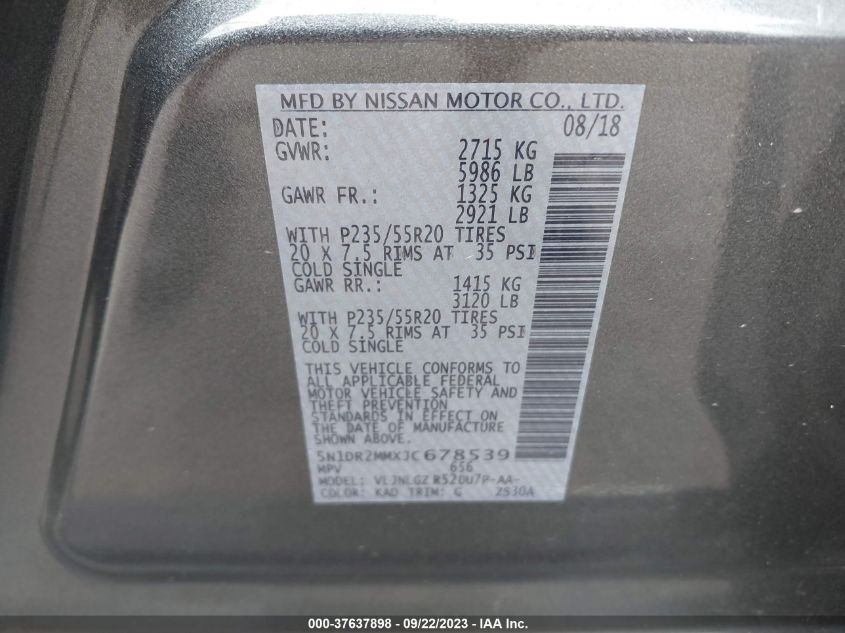 MFD BY NISSAN MOTOR CO., LTD.
DATE: 08/18
GVWR: 2715 KG
5986 LB
GAWR FR.: 1325 KG
2921 LB
WITH P235/55R20 TIRES
20 X 7.5 RIMS AT 35 PSI
COLD SINGLE
GAWR RR.: 1415 KG
3120 LB
WITH P235/55R20 TIRES
20 X 7.5 RIMS AT 35 PSI
COLD SINGLE
THIS VEHICLE CONFORMS TO
ALL APPLICABLE FEDERAL
MOTOR VEHICLE SAFETY AND
THEFT PREVENTION
STANDARDS IN EFFECT ON
THE DATE OF MANUFACTURE
SHOWN ABOVE.
5N1DR2MMXJC678539
MPV 656
MODEL: R520U7P-AA-
COLOR: KAD TRIM: G 2S30A
000-37637898 - 09/22/2023 - IAA Inc.